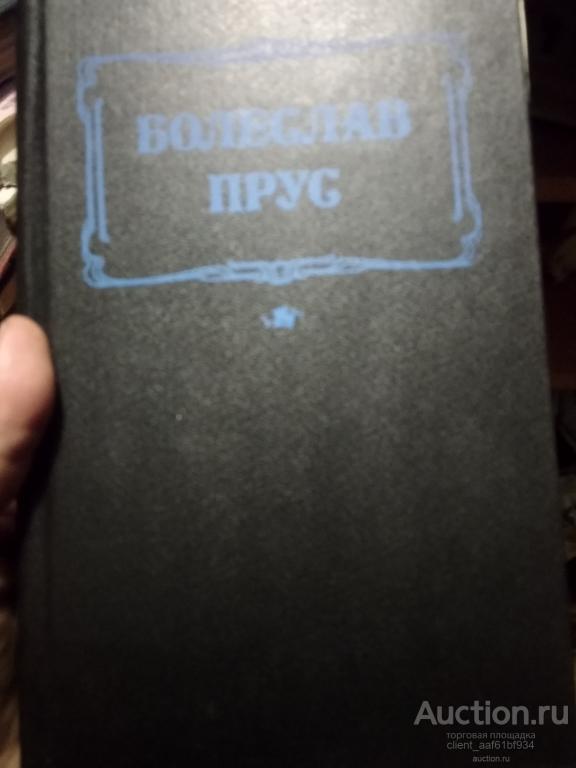 БОЛЕСЛАВ
ПРУС
Auction.ru
торговая площадка
client_aaf61bf934
auction.ru